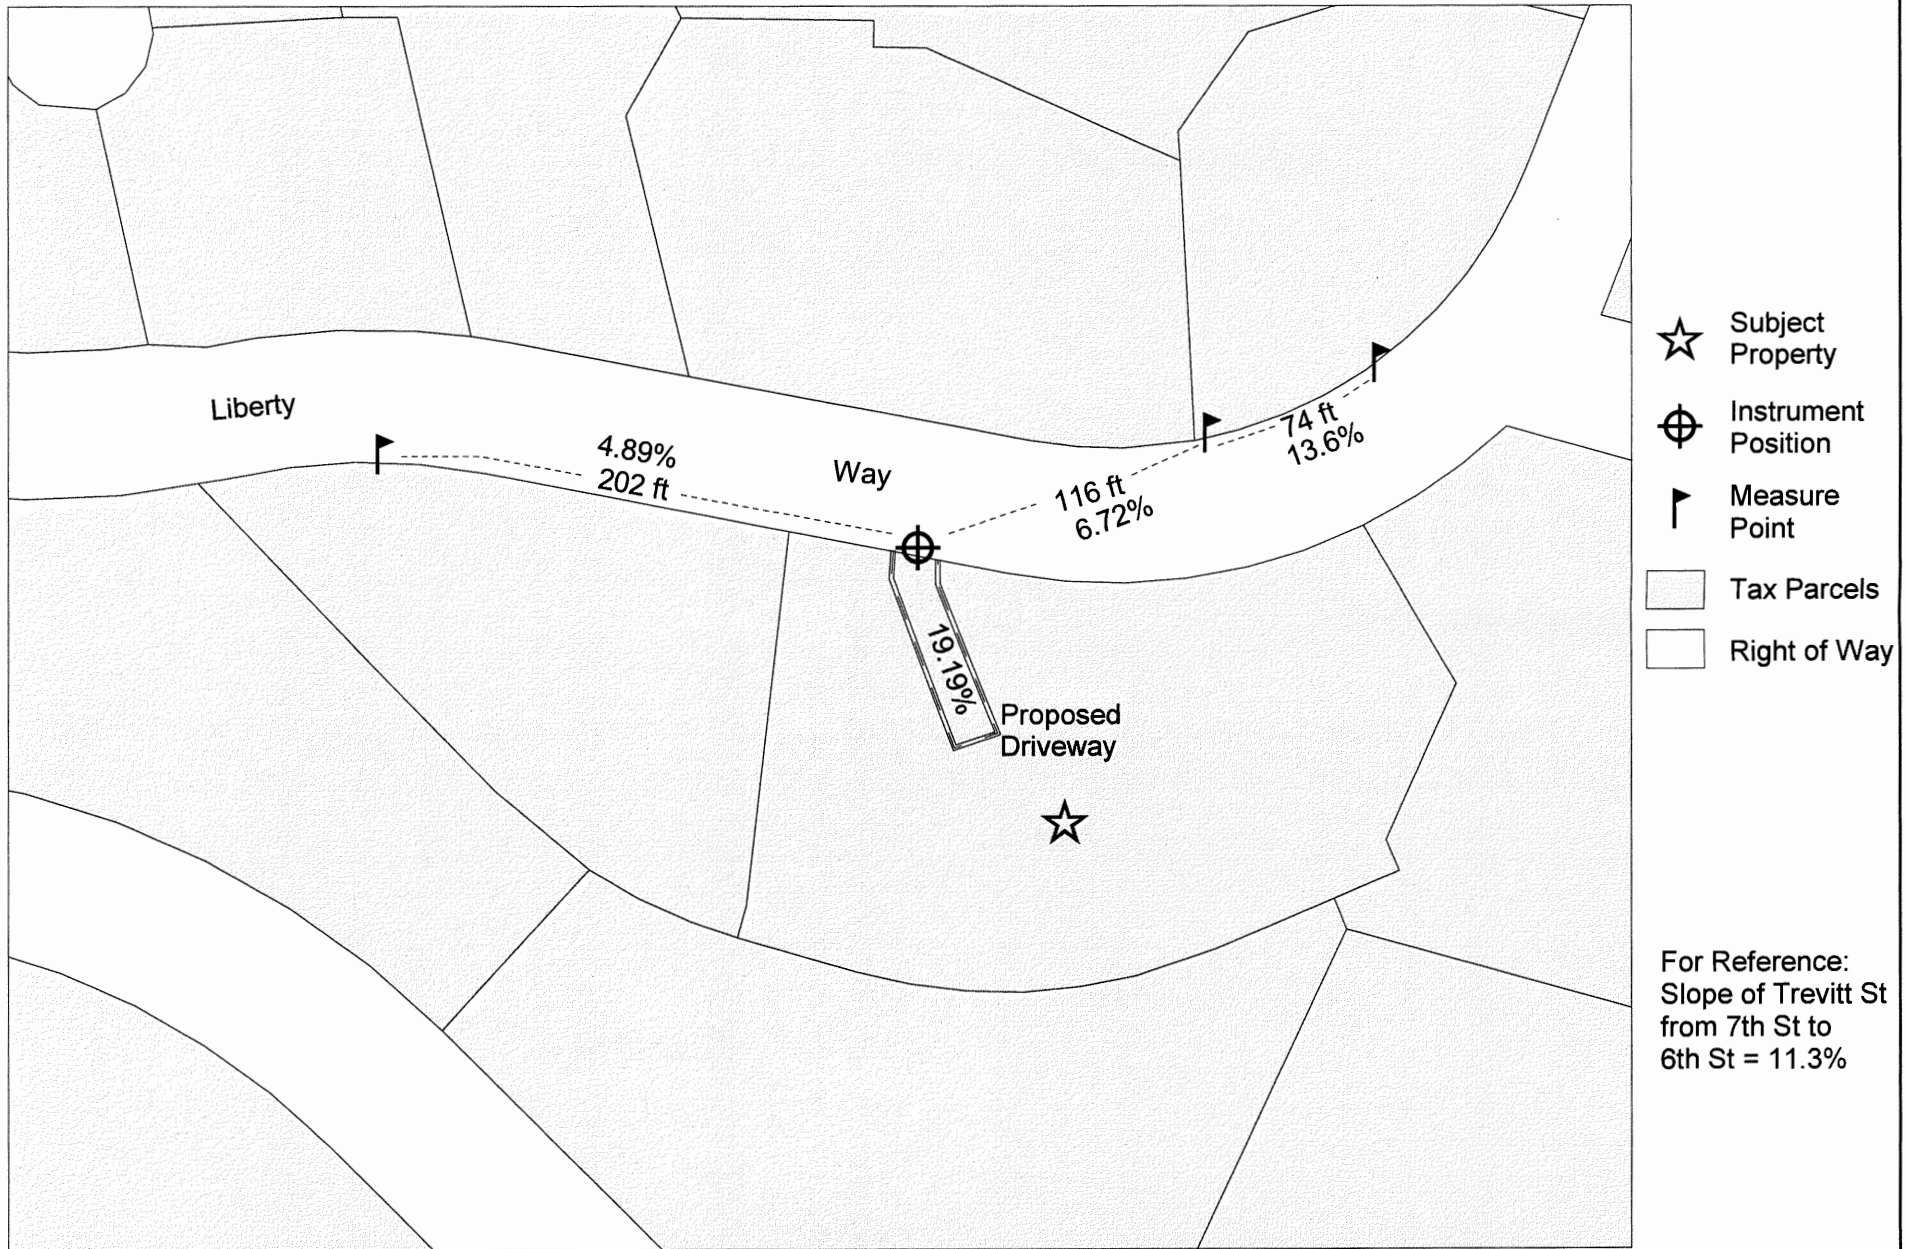 Liberty
Way
4.89%
202 ft
116 ft
6.72%
74 ft
13.6%
19.19%
Proposed
Driveway
Subject
Property
Instrument
Position
Measure
Point
Tax Parcels
Right of Way
For Reference:
Slope of Trevitt St
from 7th St to
6th St = 11.3%